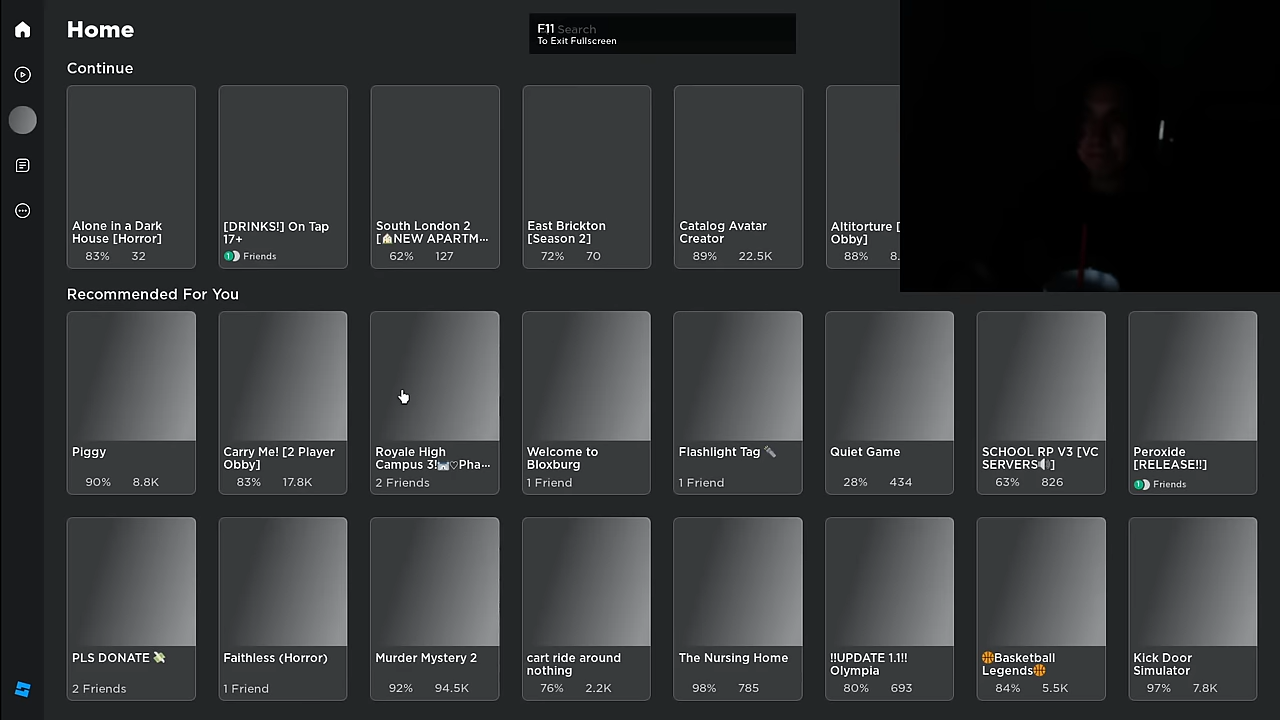 Home
F11 Search
To Exit Fullscreen
Continue
Alone in a Dark
House [Horror]
83% 32
[DRINKS!] On Tap
17+
1 Friends
South London 2
[🏠NEW APARTM...
62% 127
East Brickton
[Season 2]
72% 70
Catalog Avatar
Creator
89% 22.5K
Altitorture [
Obby]
88% 8.
Recommended For You
Piggy
90% 8.8K
Carry Me! [2 Player
Obby]
83% 17.8K
Royale High
Campus 3!🏰♡Pha...
2 Friends
Welcome to
Bloxburg
1 Friend
Flashlight Tag 🔦
1 Friend
Quiet Game
28% 434
SCHOOL RP V3 [VC
SERVERS🔊]
63% 826
Peroxide
[RELEASE!!]
1 Friends
PLS DONATE 💸
2 Friends
Faithless (Horror)
1 Friend
Murder Mystery 2
92% 94.5K
cart ride around
nothing
76% 2.2K
The Nursing Home
98% 785
!!UPDATE 1.1!!
Olympia
80% 693
🏀Basketball
Legends🏀
84% 5.5K
Kick Door
Simulator
97% 7.8K